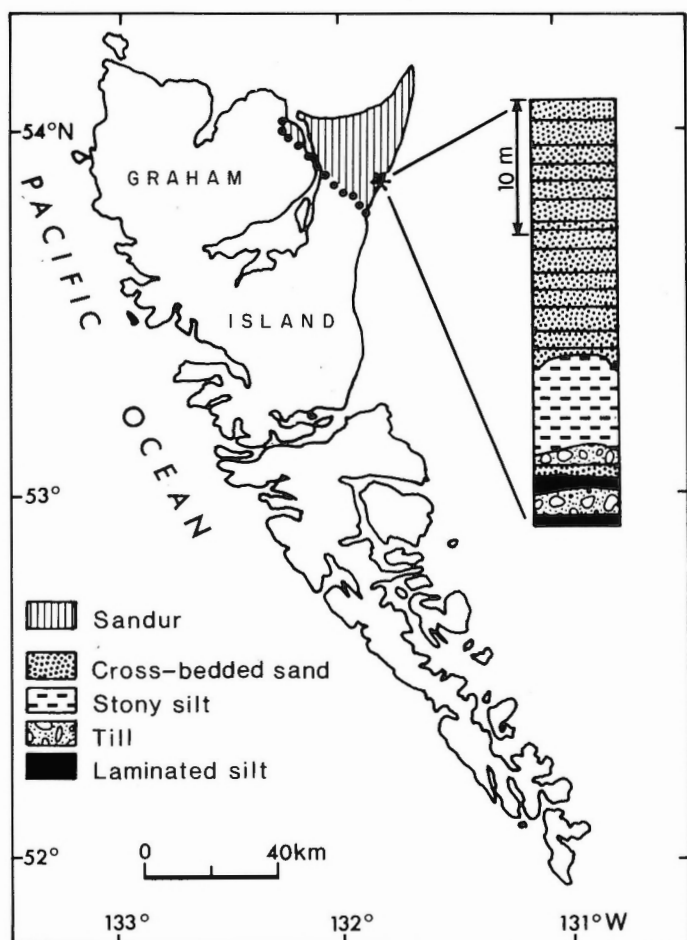 54°N
GRAHAM
10 m
PACIFIC
ISLAND
OCEAN
53°
Sandur
Cross-bedded sand
Stony silt
Till
Laminated silt
52°
0 40km
133° 132° 131°W